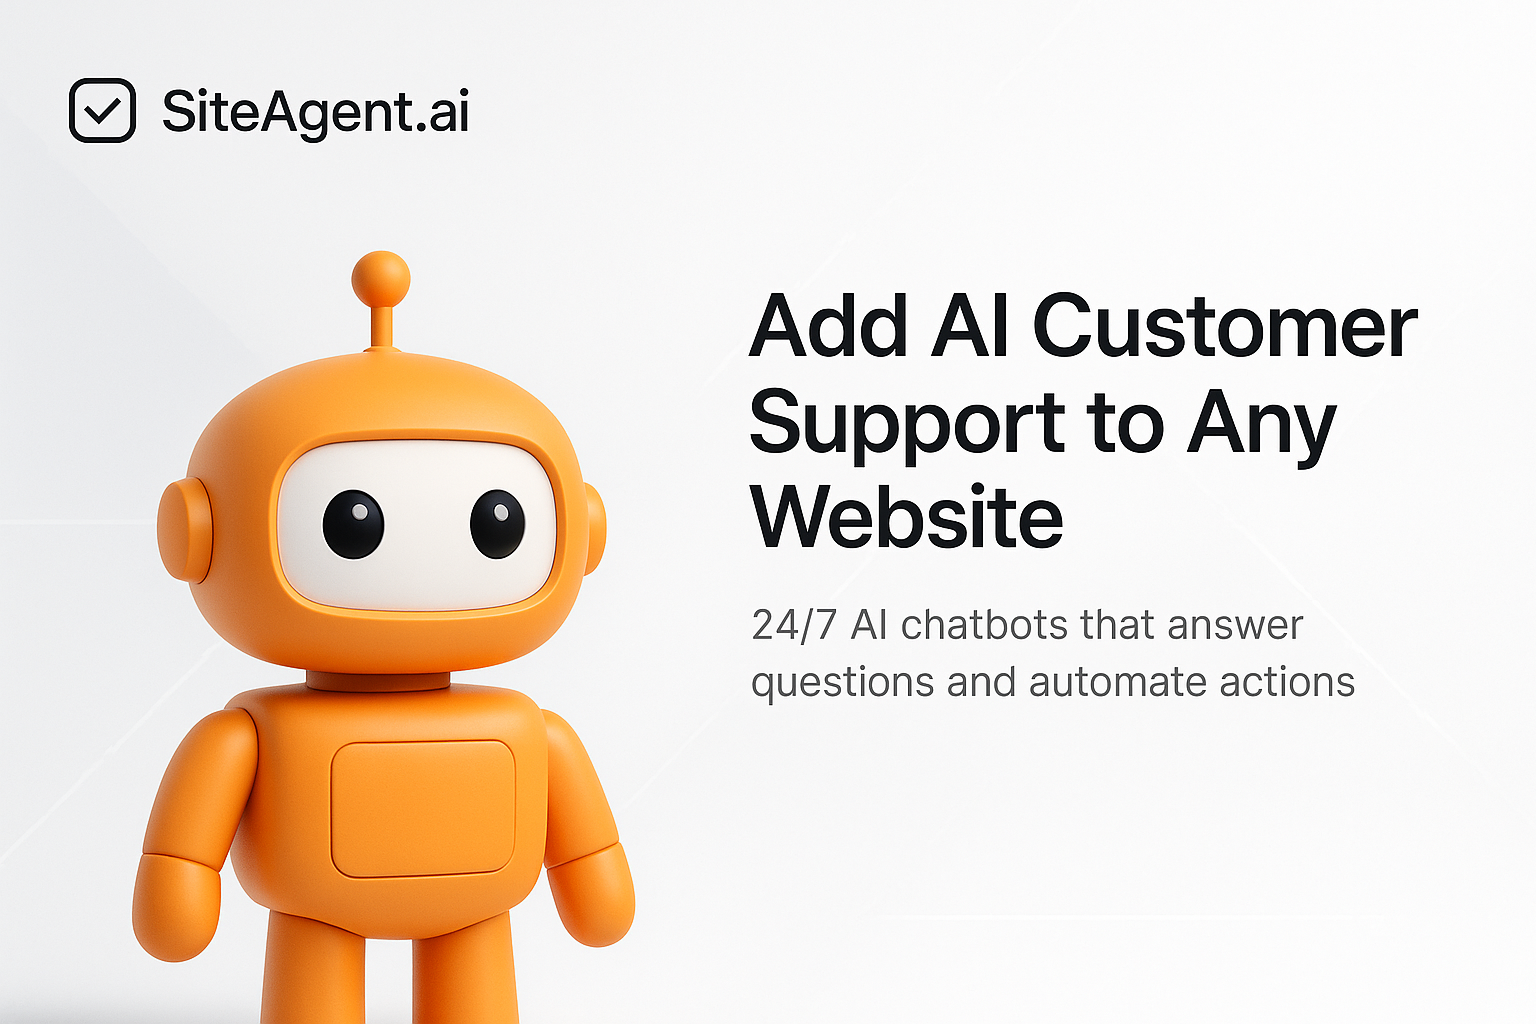 SiteAgent.ai
Add AI Customer
Support to Any
Website
24/7 AI chatbots that answer
questions and automate actions